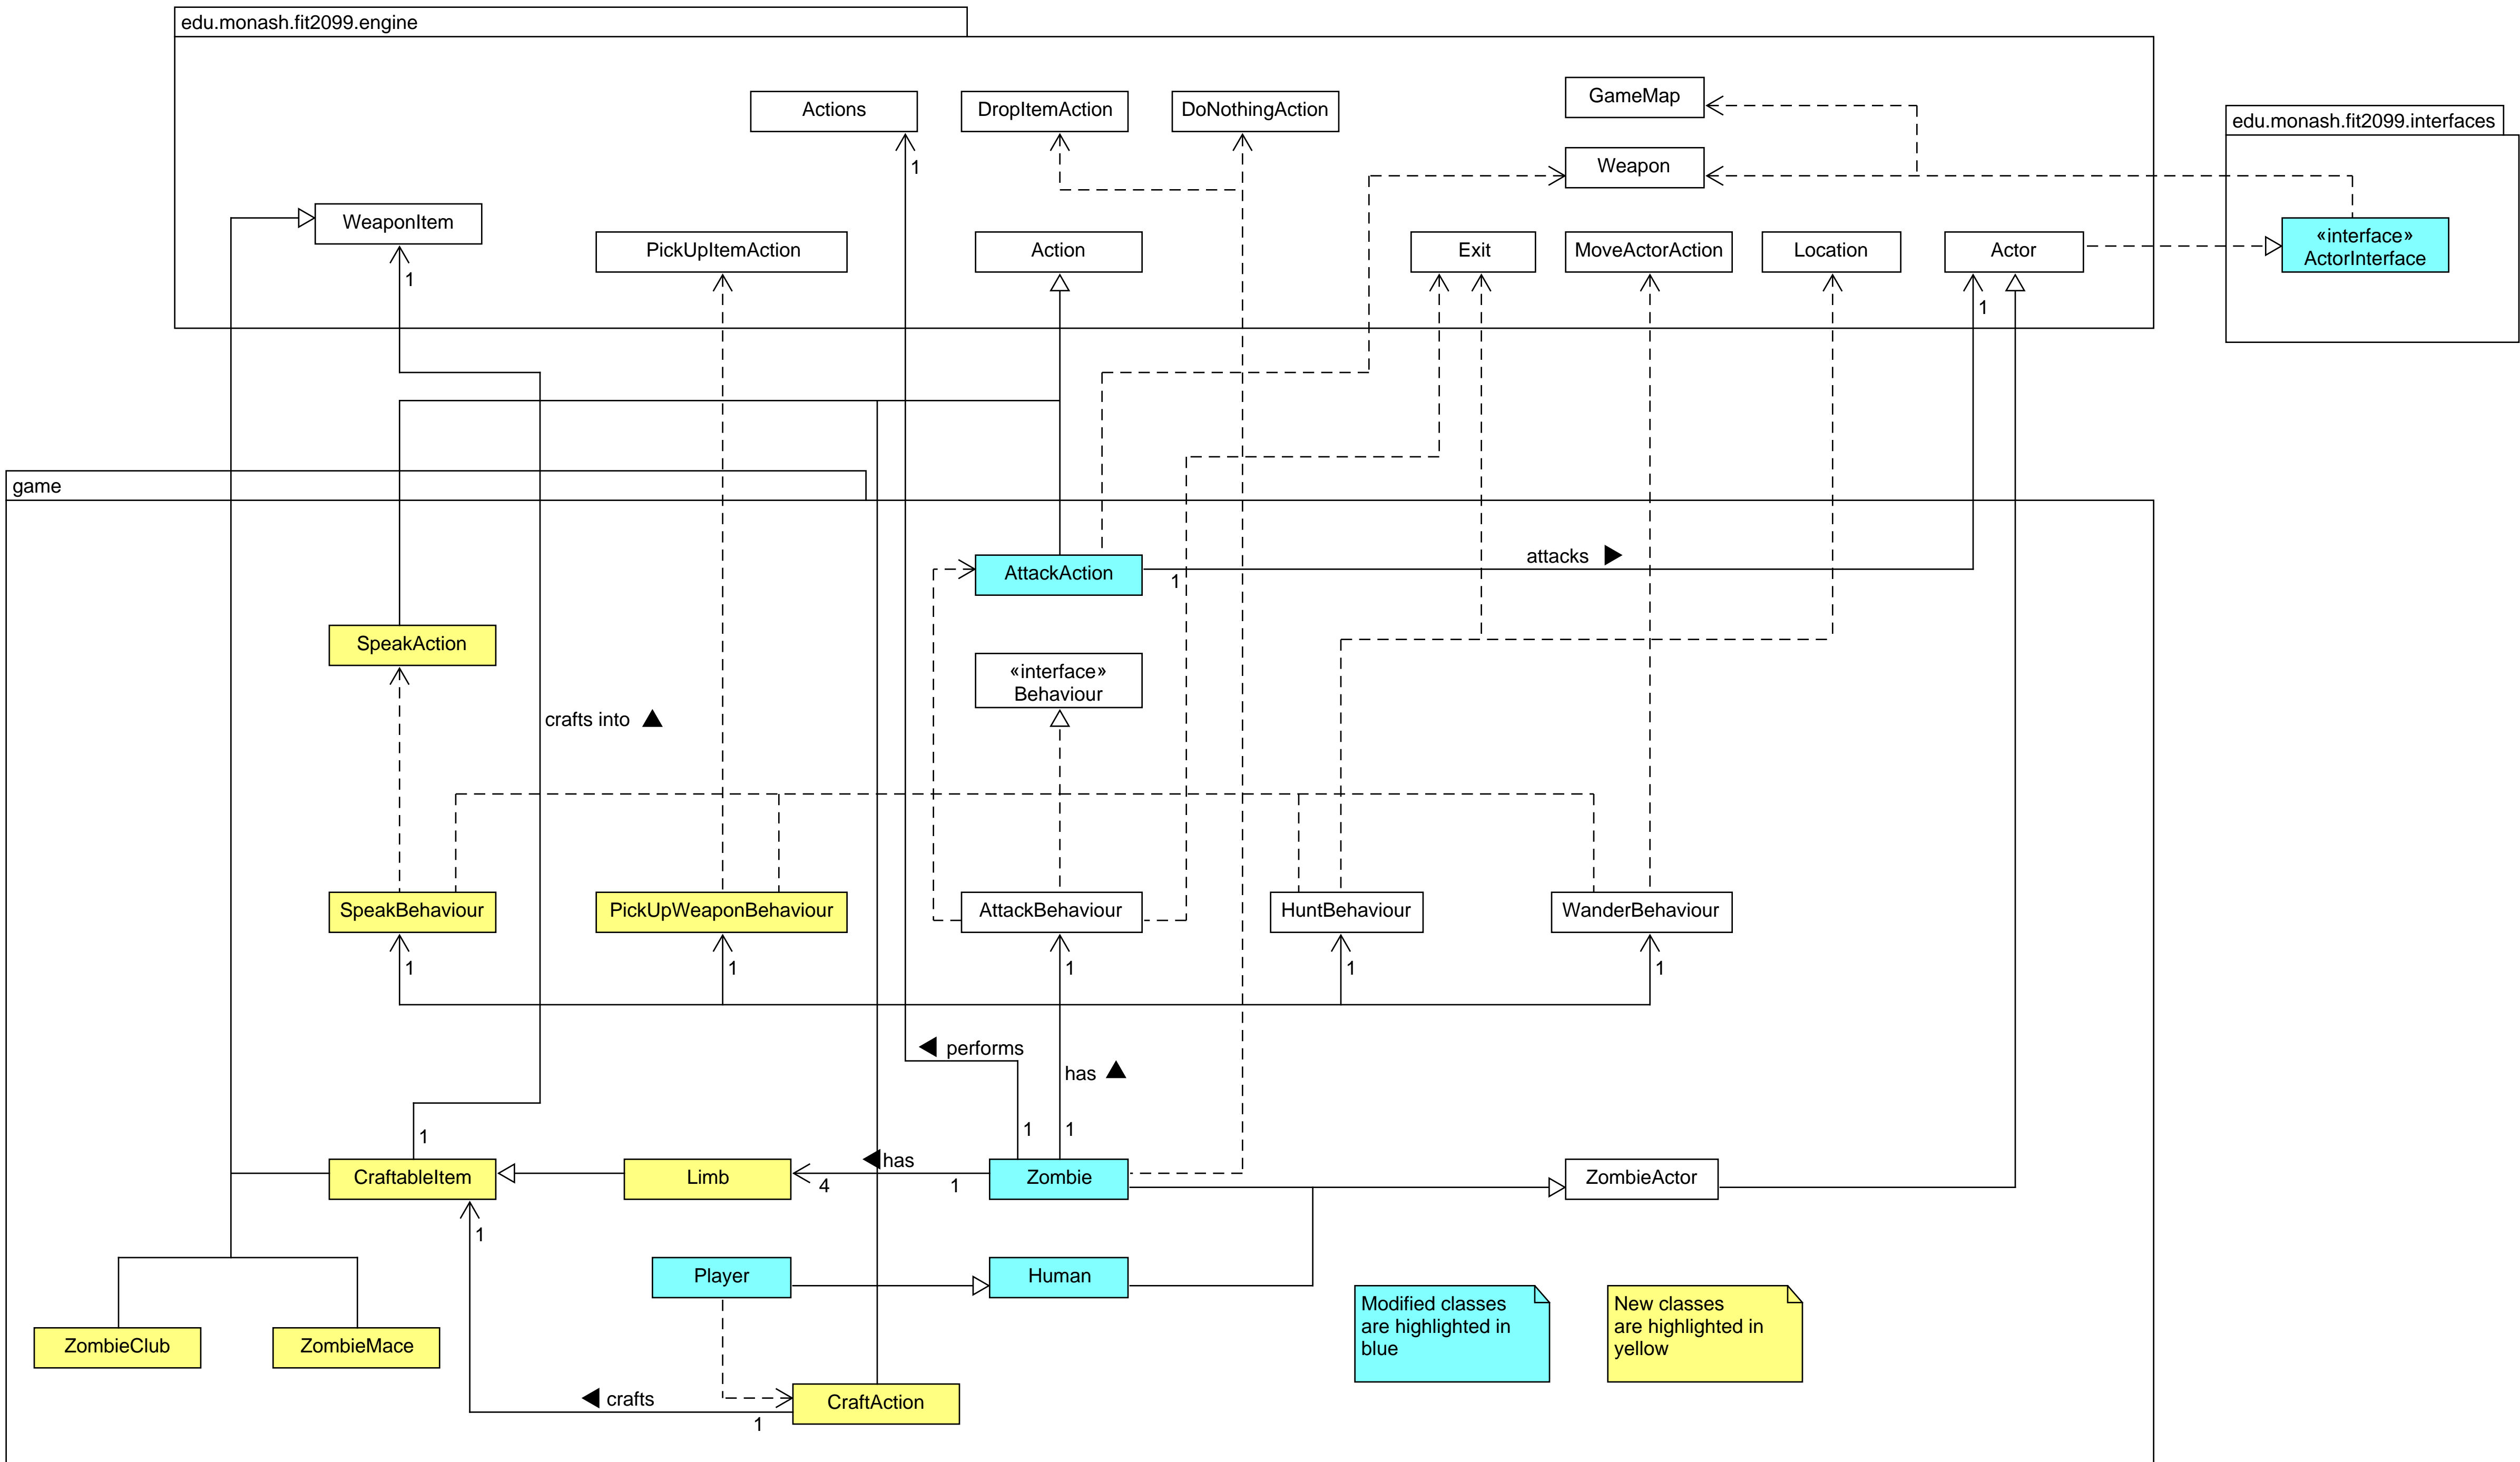 edu.monash.fit2099.engine
GameMap
Actions
DropItemAction
DoNothingAction
edu.monash.fit2099.interfaces
1
Weapon
WeaponItem
PickUpItemAction
Action
Exit
MoveActorAction
Location
Actor
«interface»
ActorInterface
1
1
game
attacks
AttackAction
1
SpeakAction
«interface»
Behaviour
crafts into
SpeakBehaviour
PickUpWeaponBehaviour
AttackBehaviour
HuntBehaviour
WanderBehaviour
1
1
1
1
1
performs
has
1
1
1
has
CraftableItem
Limb
Zombie
ZombieActor
4
1
1
Player
Human
Modified classes
are highlighted in
blue
New classes
are highlighted in
yellow
ZombieClub
ZombieMace
crafts
CraftAction
1